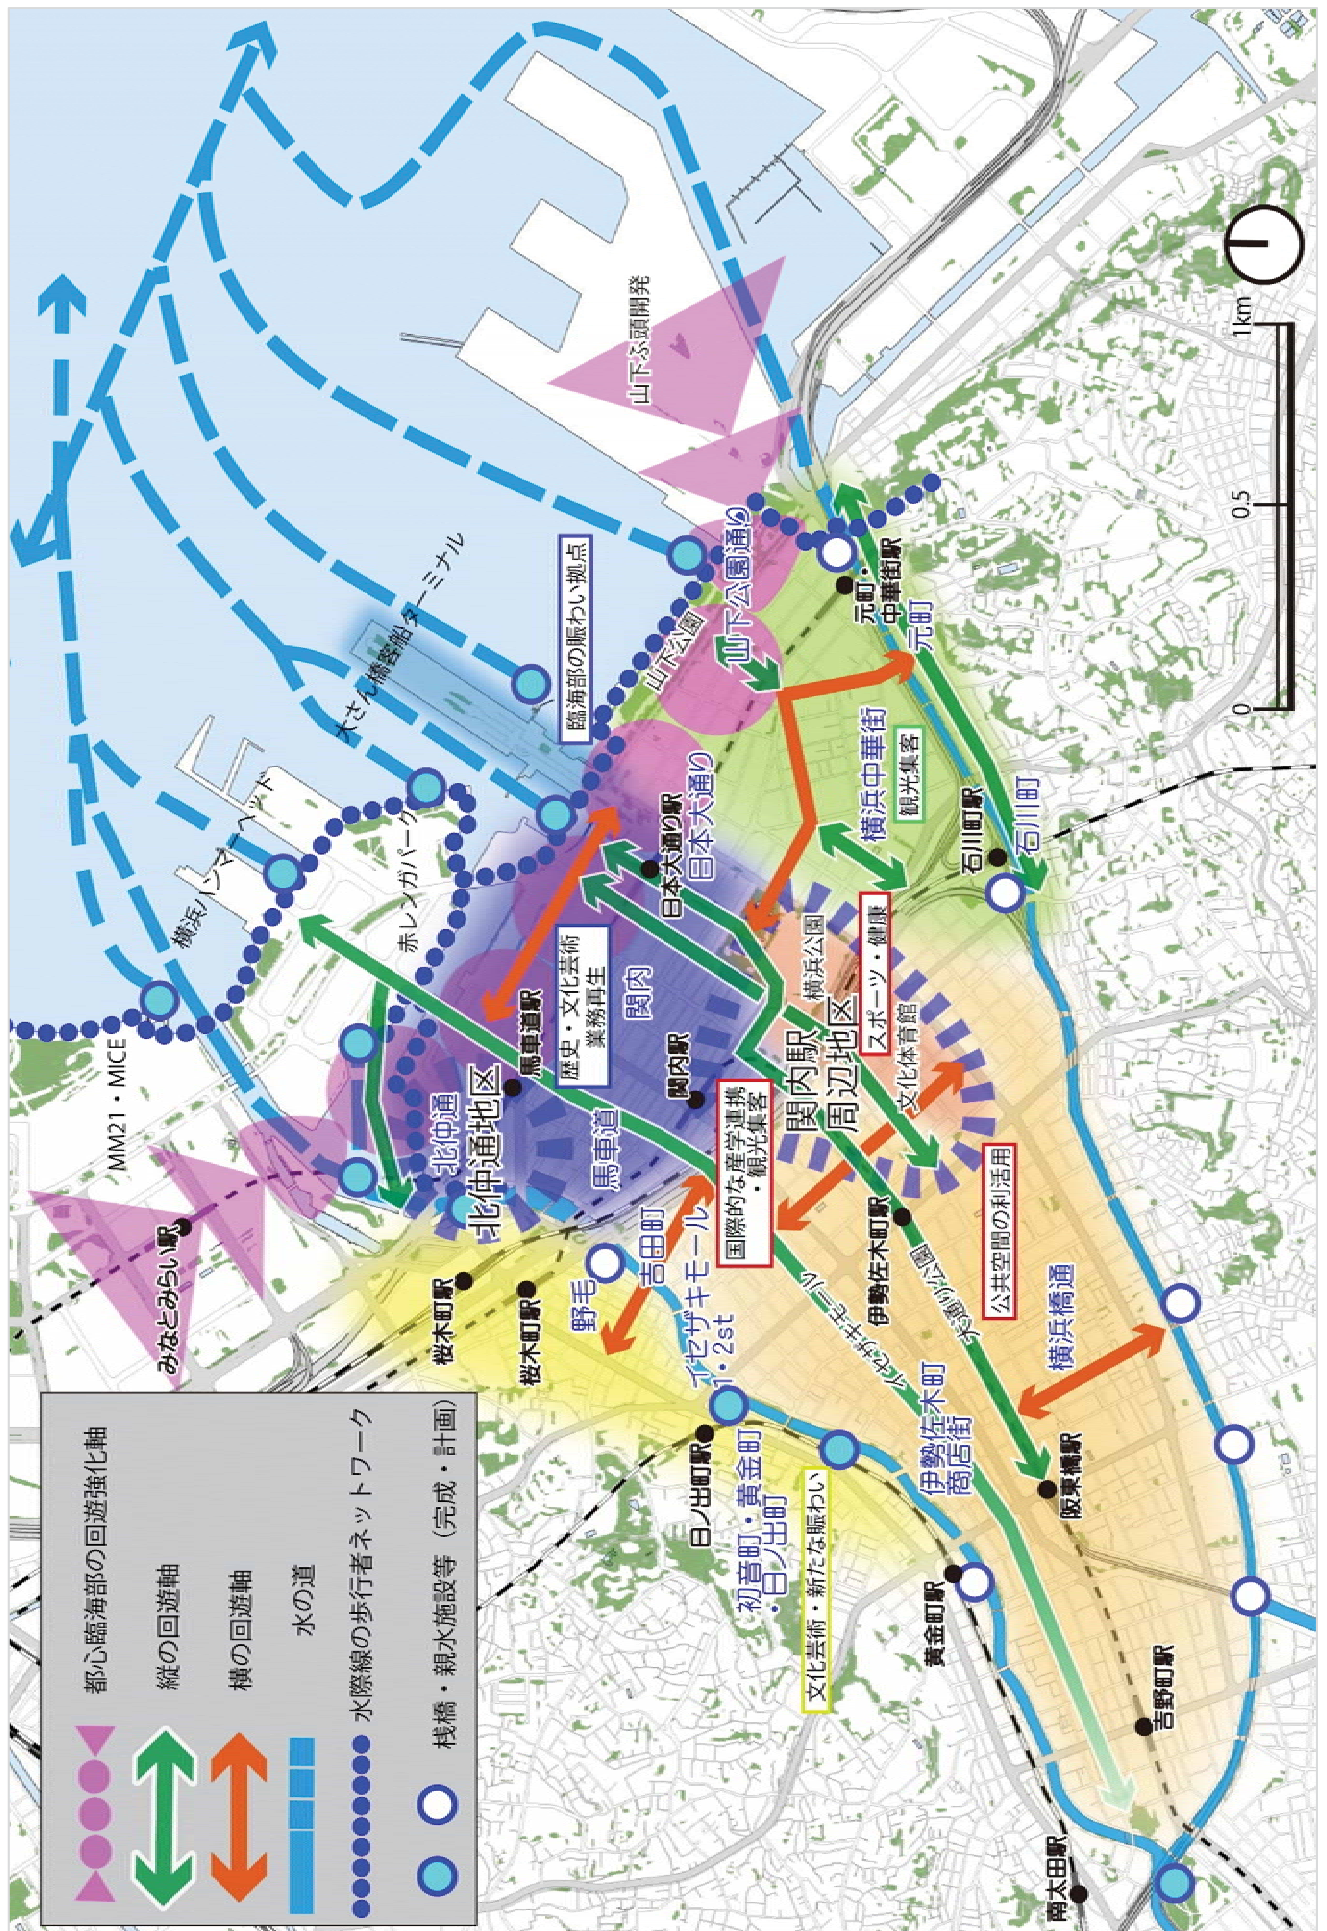 都心臨海部の回遊強化軸
縦の回遊軸
横の回遊軸
水の道
水際線の歩行者ネットワーク
桟橋・親水施設等（完成・計画）
みなとみらい駅
MM21・MICE
横浜ハンマーヘッド
赤レンガパーク
大さん橋客船ターミナル
臨海部の賑わい拠点
山下公園
山下公園通り
山下ふ頭開発
桜木町駅
桜木町駅
北仲通
北仲通地区
馬車道駅
馬車道
歴史・文化芸術
業務再生
関内
関内駅
日本大通り駅
日本大通り
野毛
吉田町
イセザキモール
1・2st
国際的な産学連携
・観光集客
関内駅
周辺地区
横浜公園
スポーツ・健康
文化体育館
横浜中華街
観光集客
元町・
中華街駅
元町
石川町駅
石川町
日ノ出町駅
初音町・黄金町
・日ノ出町
文化芸術・新たな賑わい
黄金町駅
伊勢佐木町
商店街
イセザキモール
伊勢佐木町駅
大通り公園
公共空間の利活用
横浜橋通
阪東橋駅
吉野町駅
南太田駅
0
0.5
1km